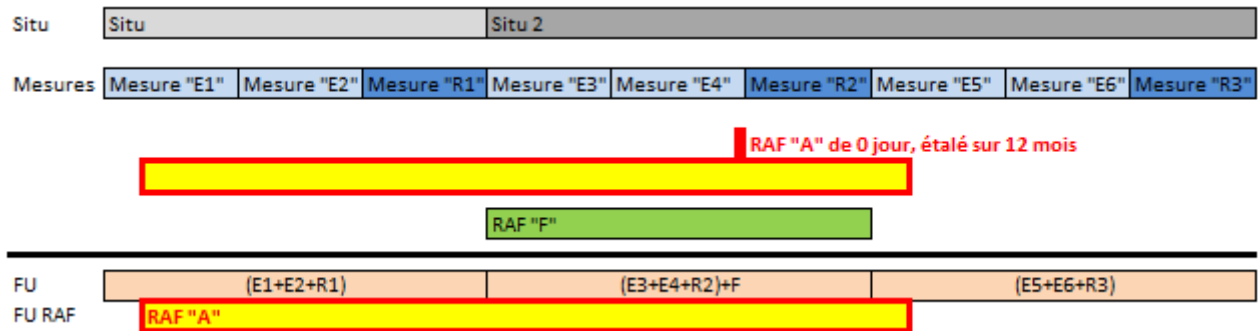 Situ Situ Situ 2
Mesures Mesure "E1" Mesure "E2" Mesure "R1" Mesure "E3" Mesure "E4" Mesure "R2" Mesure "E5" Mesure "E6" Mesure "R3"
RAF "A" de 0 jour, étalé sur 12 mois
RAF "F"
FU (E1+E2+R1) (E3+E4+R2)+F (E5+E6+R3)
FU RAF RAF "A"